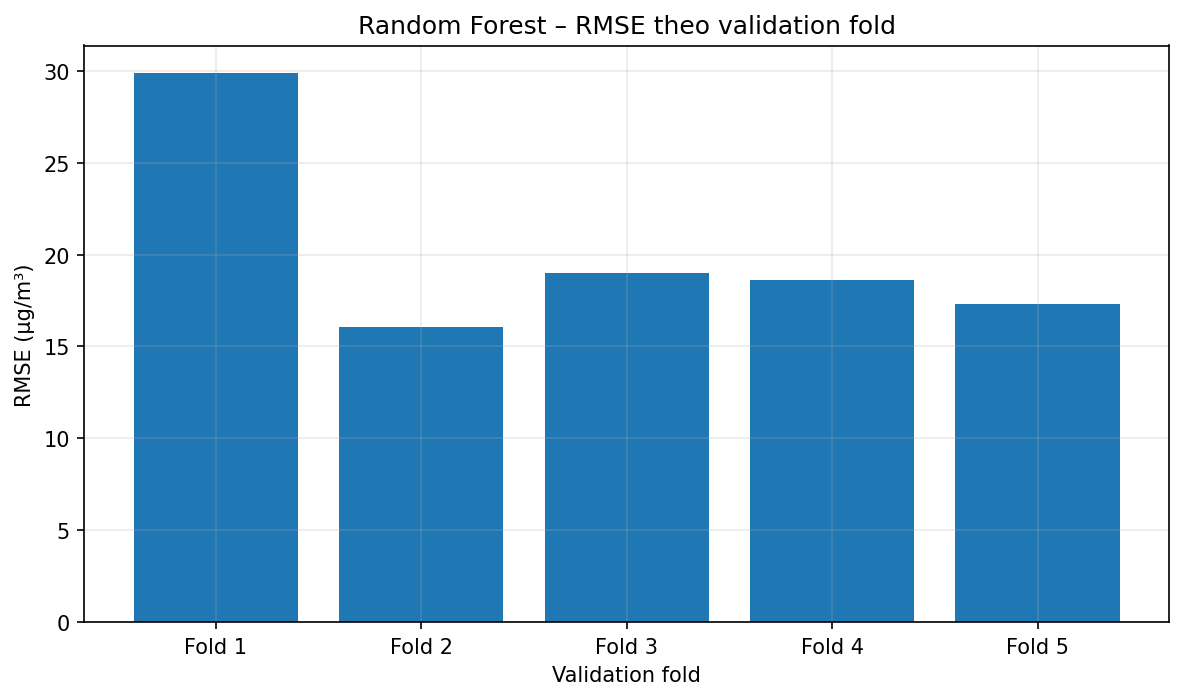 Random Forest – RMSE theo validation fold
RMSE (µg/m³)
30
25
20
15
10
5
0
Fold 1 Fold 2 Fold 3 Fold 4 Fold 5
Validation fold